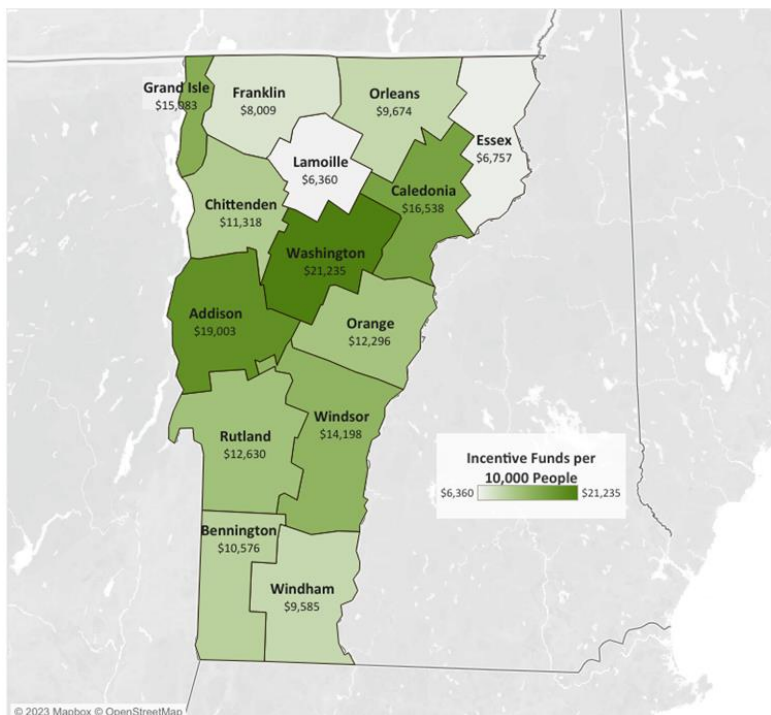 Grand Isle
$15,083
Franklin
$8,009
Orleans
$9,674
Essex
$6,757
Lamoille
$6,360
Caledonia
$16,538
Chittenden
$11,318
Washington
$21,235
Addison
$19,003
Orange
$12,296
Windsor
$14,198
Rutland
$12,630
Incentive Funds per
10,000 People
$6,360 $21,235
Bennington
$10,576
Windham
$9,585
© 2023 Mapbox © OpenStreetMap